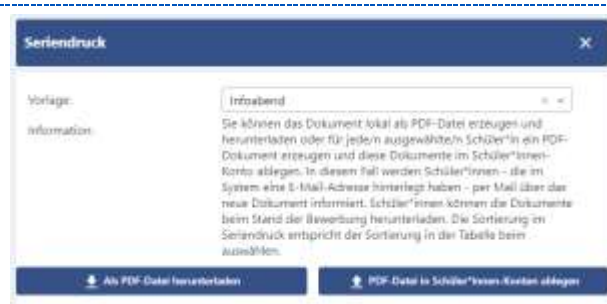 Seriendruck
Vorlage:
Infoabend
Information:
Sie können das Dokument lokal als PDF-Datei erzeugen und
herunterladen oder für jede/n ausgewählte/n Schüler*in ein PDF-
Dokument erzeugen und diese Dokumente im Schüler*innen-
Konto ablegen. In diesem Fall werden Schüler*innen - die im
System eine E-Mail-Adresse hinterlegt haben - per Mail über das
neue Dokument informiert. Schüler*innen können die Dokumente
beim Stand der Bewerbung herunterladen. Die Sortierung im
Seriendruck entspricht der Sortierung in der Tabelle beim
auswählen.
Als PDF-Datei herunterladen
PDF-Datei in Schüler*innen-Konten ablegen